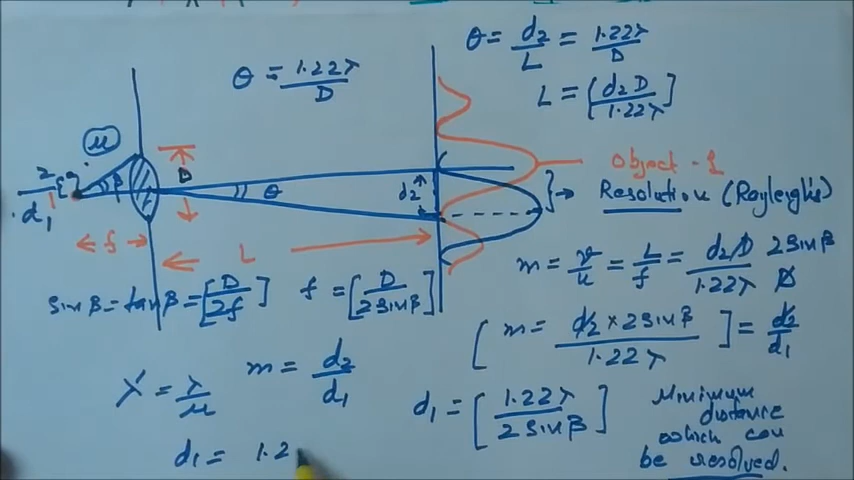 θ = d2/L = 1.22λ/D
θ = 1.22λ/D
L = [d2 D/1.22λ]
μ
2
1
d1
β
D
θ
d2
object - 1
Resolution (Rayleigh's)
f
L
m = v/u = L/f = d2 D/1.22λ 2 sin β/D
sin β = tan β = [D/2f]
f = [D/2 sin β]
[m = d2 × 2 sin β/1.22λ] = d2/d1
λ' = λ/μ
m = d2/d1
d1 = [1.22λ/2 sin β]
Minimum
distance
which can
be resolved.
d1 = 1.2